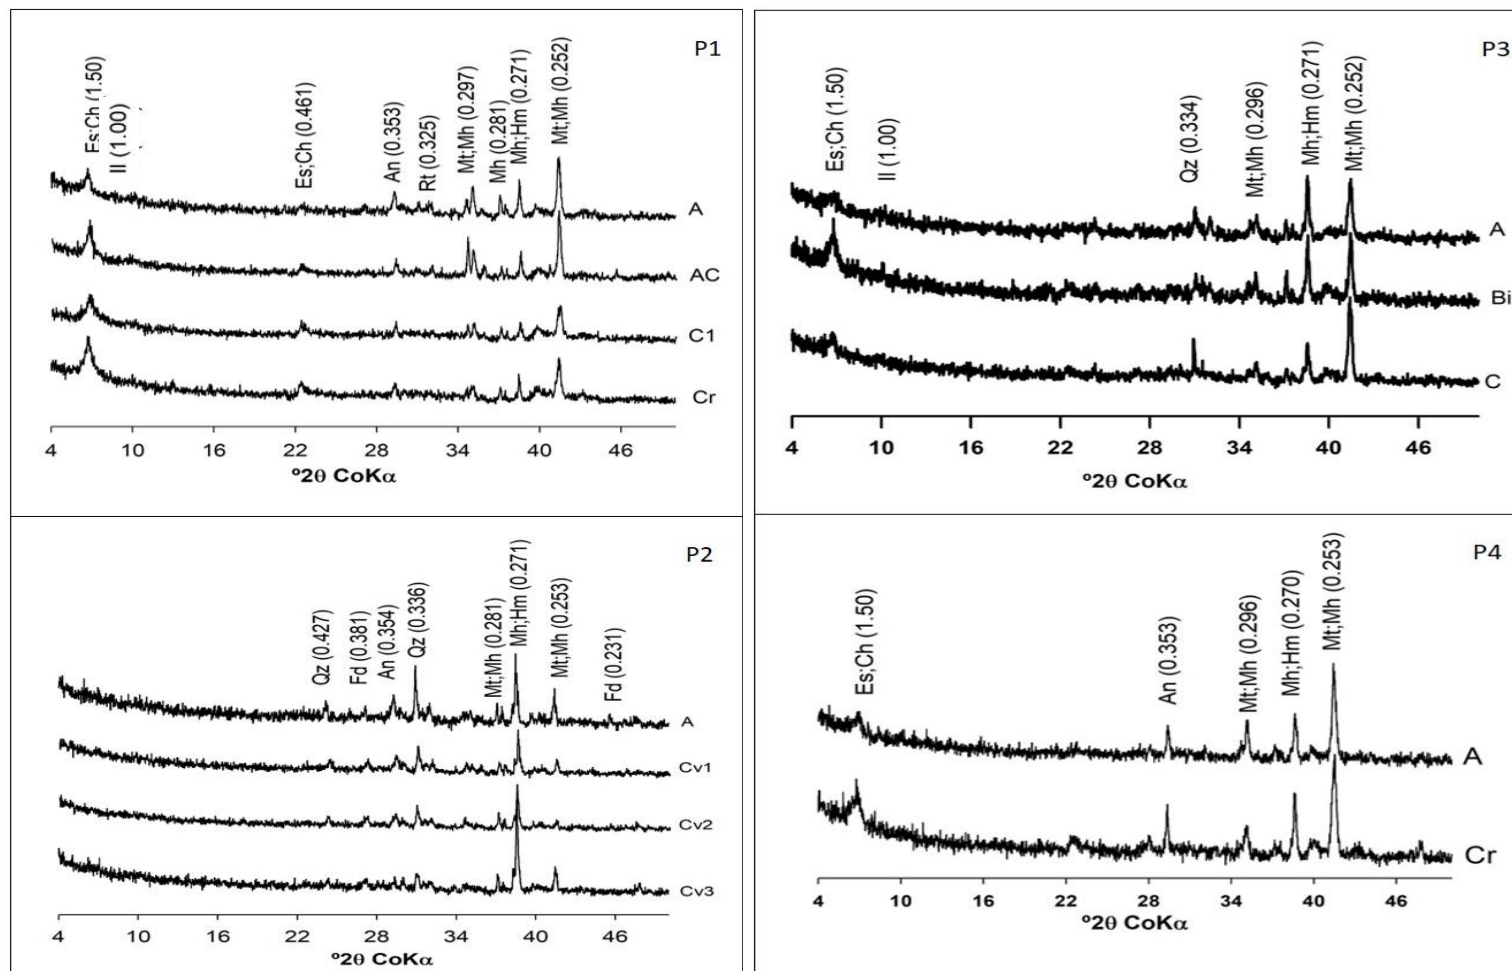 P1
Es;Ch (1.50)
Il (1.00)
Es;Ch (0.461)
An (0.353)
Rt (0.325)
Mt;Mh (0.297)
Mh (0.281)
Mh;Hm (0.271)
Mt;Mh (0.252)
A
AC
C1
Cr
4 10 16 22 28 34 40 46
º2θ CoKα
P3
Es;Ch (1.50)
Il (1.00)
Qz (0.334)
Mt;Mh (0.296)
Mh;Hm (0.271)
Mt;Mh (0.252)
A
Bi
C
4 10 16 22 28 34 40 46
º2θ CoKα
P2
Qz (0.427)
Fd (0.381)
An (0.354)
Qz (0.336)
Mt;Mh (0.281)
Mh;Hm (0.271)
Mt;Mh (0.253)
Fd (0.231)
A
Cv1
Cv2
Cv3
4 10 16 22 28 34 40 46
º2θ CoKα
P4
Es;Ch (1.50)
An (0.353)
Mt;Mh (0.296)
Mh;Hm (0.270)
Mt;Mh (0.253)
A
Cr
4 10 16 22 28 34 40 46
º2θ CoKα